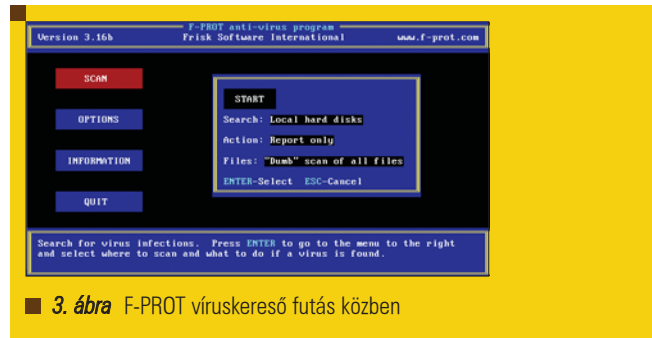 F-PROT anti-virus program
Version 3.16b Frisk Software International www.f-prot.com
SCAN
OPTIONS
INFORMATION
QUIT
START
Search: Local hard disks
Action: Report only
Files: "Dumb" scan of all files
ENTER-Select ESC-Cancel
Search for virus infections. Press ENTER to go to the menu to the right
and select where to scan and what to do if a virus is found.
3. ábra F-PROT víruskereső futás közben